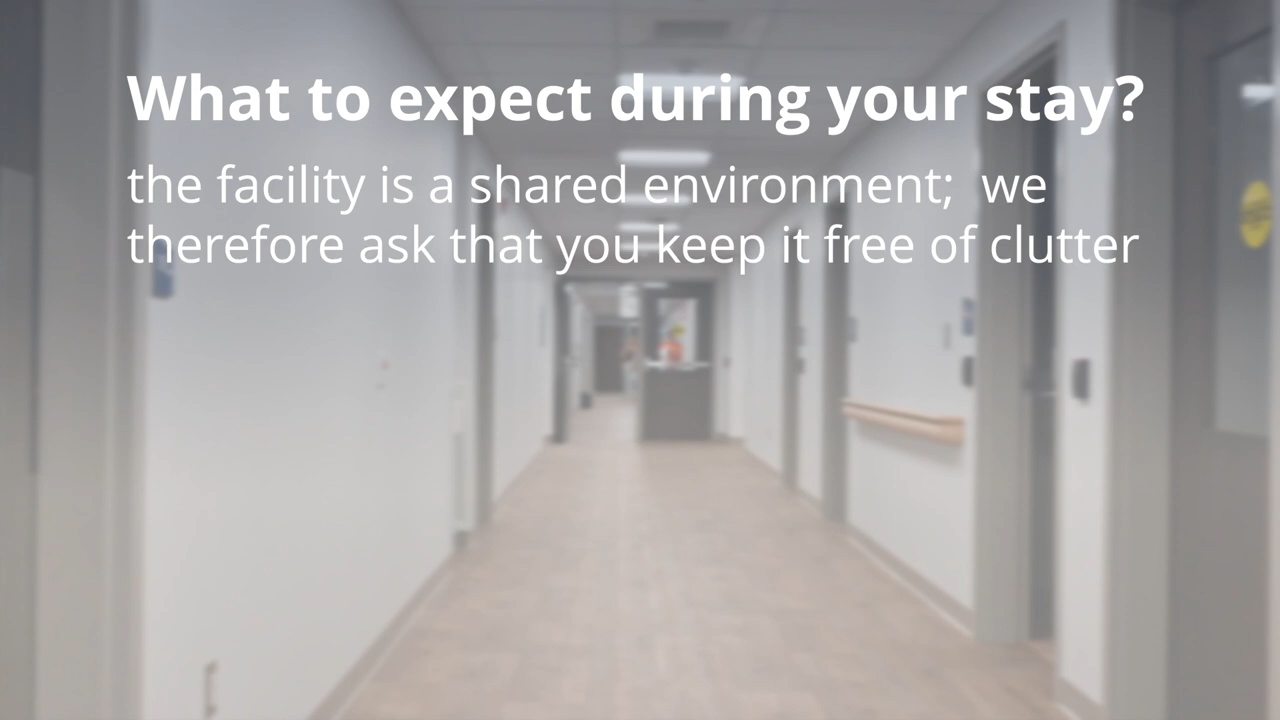 What to expect during your stay?
the facility is a shared environment;  we
therefore ask that you keep it free of clutter